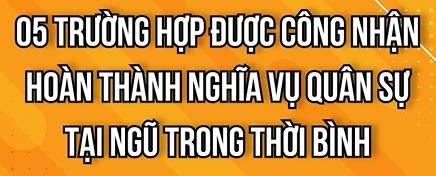 05 TRƯỜNG HỢP ĐƯỢC CÔNG NHẬN
HOÀN THÀNH NGHĨA VỤ QUÂN SỰ
TẠI NGŨ TRONG THỜI BÌNH